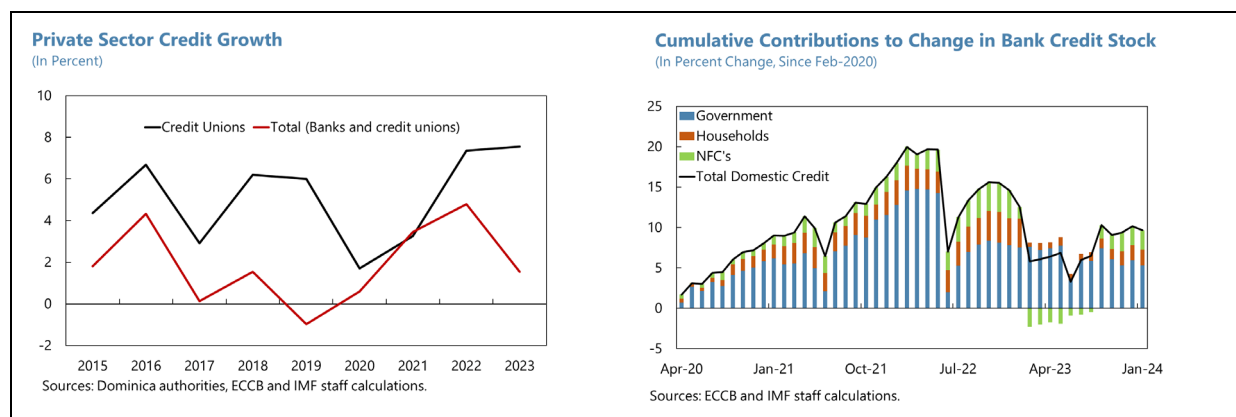 Private Sector Credit Growth
(In Percent)
10
8
6
4
2
0
-2
Credit Unions
Total (Banks and credit unions)
2015 2016 2017 2018 2019 2020 2021 2022 2023
Sources: Dominica authorities, ECCB and IMF staff calculations.
Cumulative Contributions to Change in Bank Credit Stock
(In Percent Change, Since Feb-2020)
25
20
15
10
5
0
-5
Government
Households
NFC's
Total Domestic Credit
Apr-20 Jan-21 Oct-21 Jul-22 Apr-23 Jan-24
Sources: ECCB and IMF staff calculations.